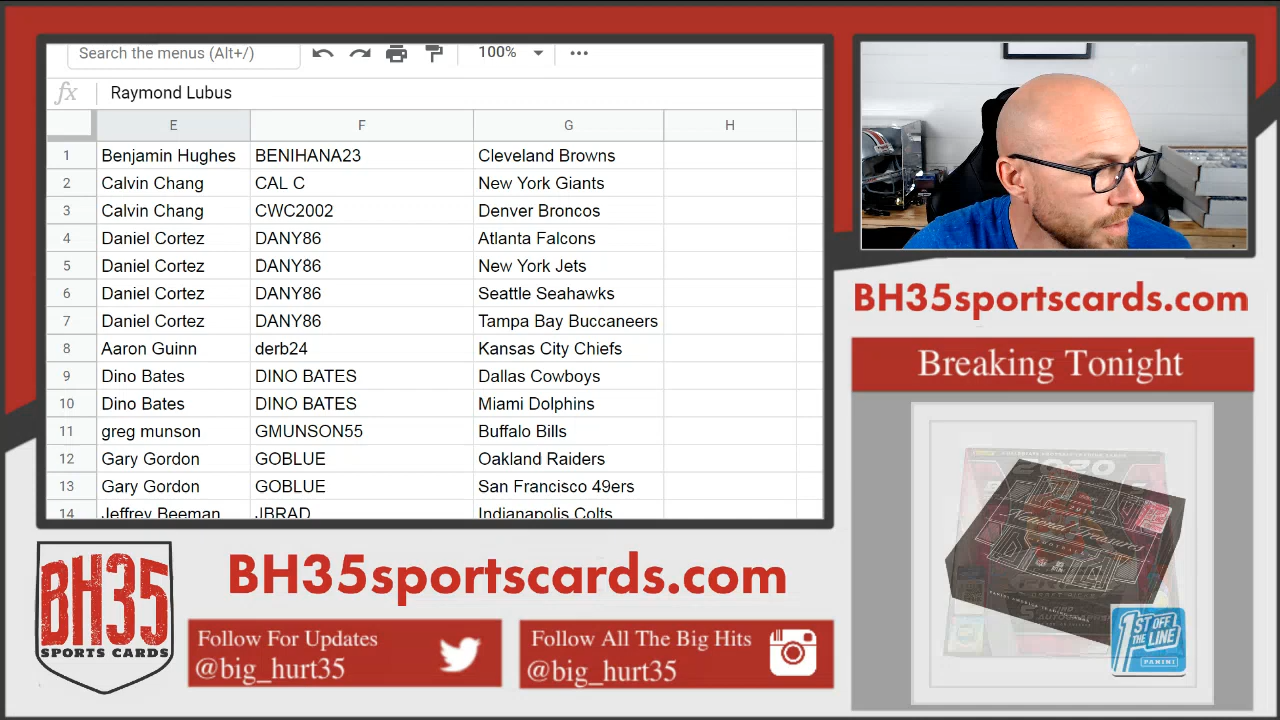 Search the menus (Alt+/)
100%
fx Raymond Lubus
E F G H
1 Benjamin Hughes BENIHANA23 Cleveland Browns
2 Calvin Chang CAL C New York Giants
3 Calvin Chang CWC2002 Denver Broncos
4 Daniel Cortez DANY86 Atlanta Falcons
5 Daniel Cortez DANY86 New York Jets
6 Daniel Cortez DANY86 Seattle Seahawks
7 Daniel Cortez DANY86 Tampa Bay Buccaneers
8 Aaron Guinn derb24 Kansas City Chiefs
9 Dino Bates DINO BATES Dallas Cowboys
10 Dino Bates DINO BATES Miami Dolphins
11 greg munson GMUNSON55 Buffalo Bills
12 Gary Gordon GOBLUE Oakland Raiders
13 Gary Gordon GOBLUE San Francisco 49ers
14 Jeffrey Beeman JBRAD Indianapolis Colts
BH35sportscards.com
Breaking Tonight
2020
National Treasures
1ST OFF
THE LINE
PANINI
BH35
SPORTS CARDS
BH35sportscards.com
Follow For Updates
@big_hurt35
Follow All The Big Hits
@big_hurt35